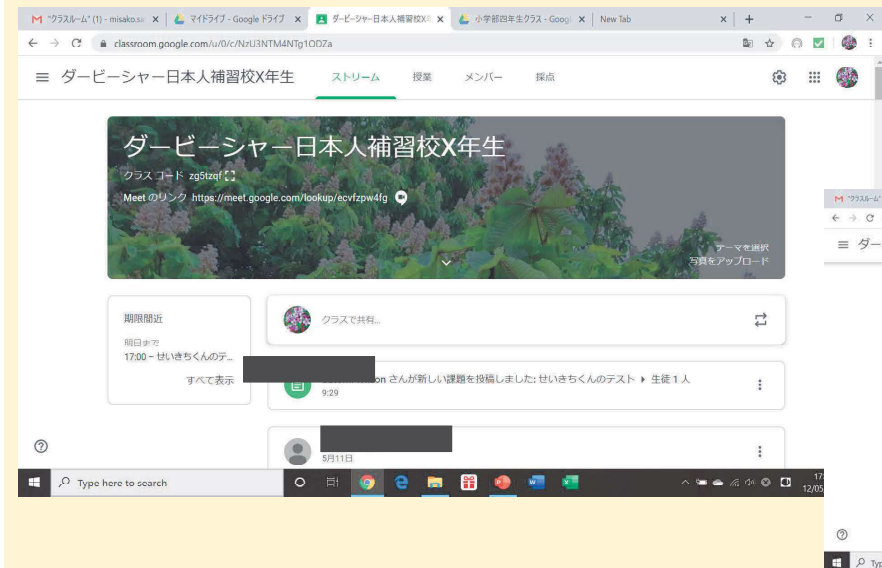 "クラスルーム" (1) - misako.sa
マイドライブ - Google ドライブ
ダービーシャー日本人補習校X
小学部四年生クラス - Googl
New Tab
classroom.google.com/u/0/c/NzU3NTM4NTg1ODZa
ダービーシャー日本人補習校X年生
ストリーム 授業 メンバー 採点
ダービーシャー日本人補習校X年生
クラス コード zg5tzqf
Meet のリンク https://meet.google.com/lookup/ecvfzpw4fg
テーマを選択
写真をアップロード
期限間近
明日まで
17:00 – せいきちくんのテ...
すべて表示
クラスで共有...
on さんが新しい課題を投稿しました: せいきちくんのテスト 生徒 1 人
9:29
5月11日
Type here to search
17:
12/05
"クラスルーム"
ダー
Typ